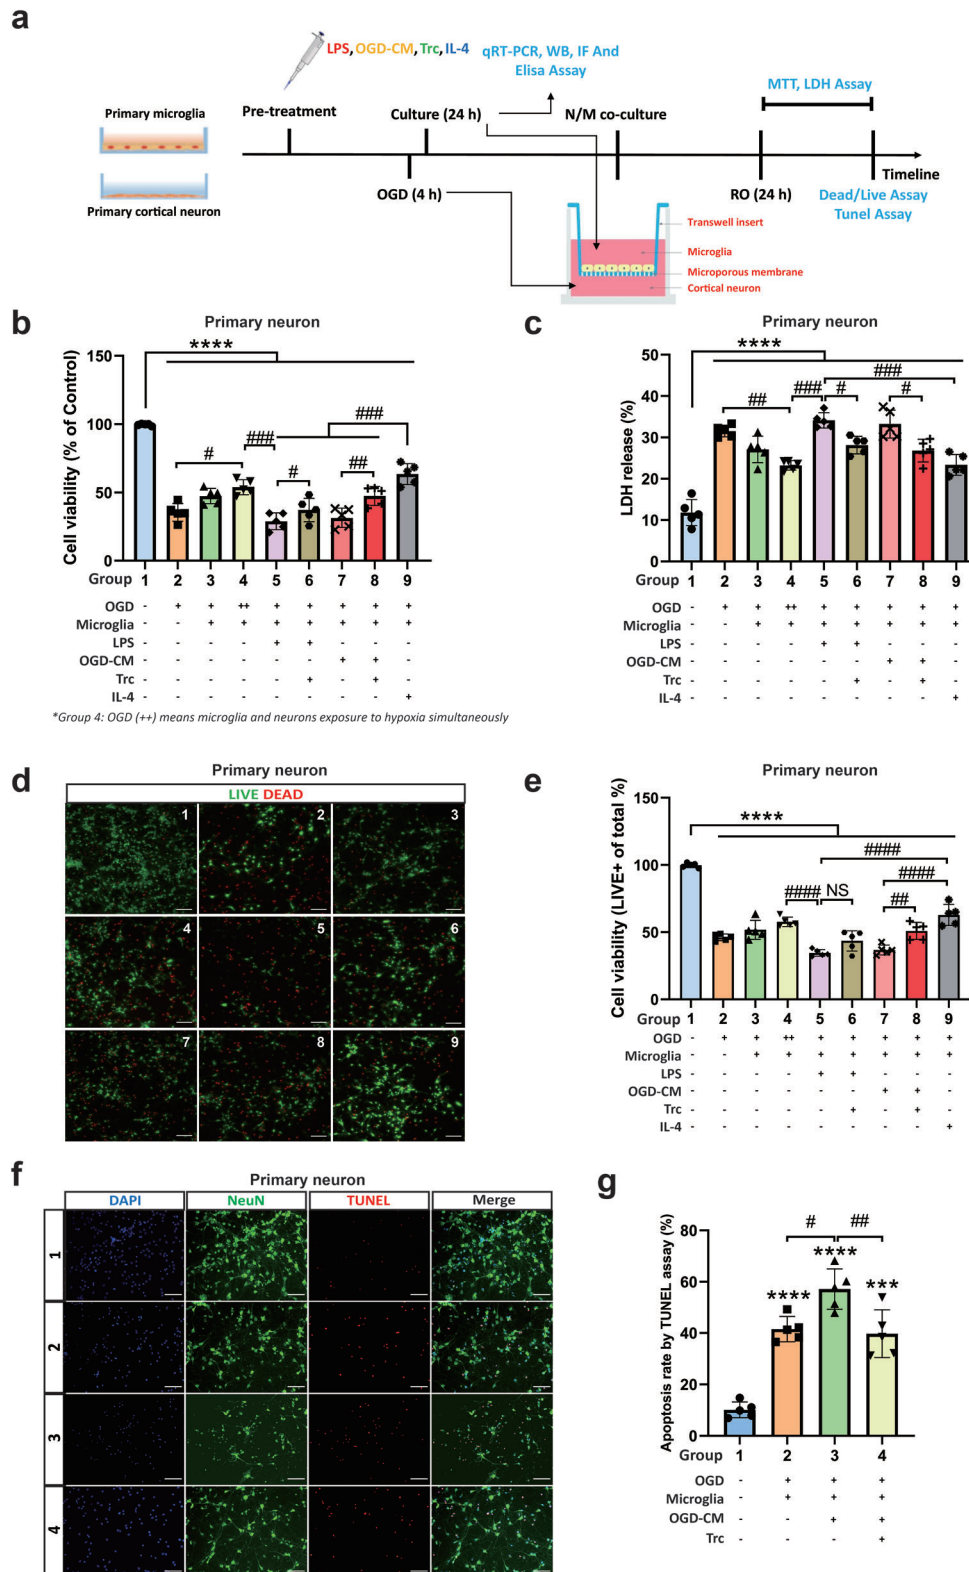 a
LPS, OGD-CM, Trc, IL-4
qRT-PCR, WB, IF And
Elisa Assay
MTT, LDH Assay
Primary microglia
Pre-treatment
Culture (24 h)
N/M co-culture
Timeline
Primary cortical neuron
OGD (4 h)
RO (24 h)
Dead/Live Assay
Tunel Assay
Transwell insert
Microglia
Microporous membrane
Cortical neuron
b
Primary neuron
Cell viability (% of Control)
150
100
50
0
****
#
###
#
##
###
Group 1 2 3 4 5 6 7 8 9
OGD - + + ++ + + + + +
Microglia - - + + + + + + +
LPS - - - - + + - - -
OGD-CM - - - - - - + + -
Trc - - - - - + - + -
IL-4 - - - - - - - - +
*Group 4: OGD (++) means microglia and neurons exposure to hypoxia simultaneously
c
Primary neuron
LDH release (%)
50
40
30
20
10
0
****
##
###
#
###
#
Group 1 2 3 4 5 6 7 8 9
OGD - + + ++ + + + + +
Microglia - - + + + + + + +
LPS - - - - + + - - -
OGD-CM - - - - - - + + -
Trc - - - - - + - + -
IL-4 - - - - - - - - +
d
Primary neuron
LIVE DEAD
1 2 3
4 5 6
7 8 9
e
Primary neuron
Cell viability (LIVE+ of total %)
150
100
50
0
****
####
NS
####
##
####
Group 1 2 3 4 5 6 7 8 9
OGD - + + ++ + + + + +
Microglia - - + + + + + + +
LPS - - - - + + - - -
OGD-CM - - - - - - + + -
Trc - - - - - + - + -
IL-4 - - - - - - - - +
f
Primary neuron
DAPI NeuN TUNEL Merge
1
2
3
4
g
Apoptosis rate by TUNEL assay (%)
80
60
40
20
0
# ##
****
****
***
Group 1 2 3 4
OGD - + + +
Microglia - + + +
OGD-CM - - + +
Trc - - - +